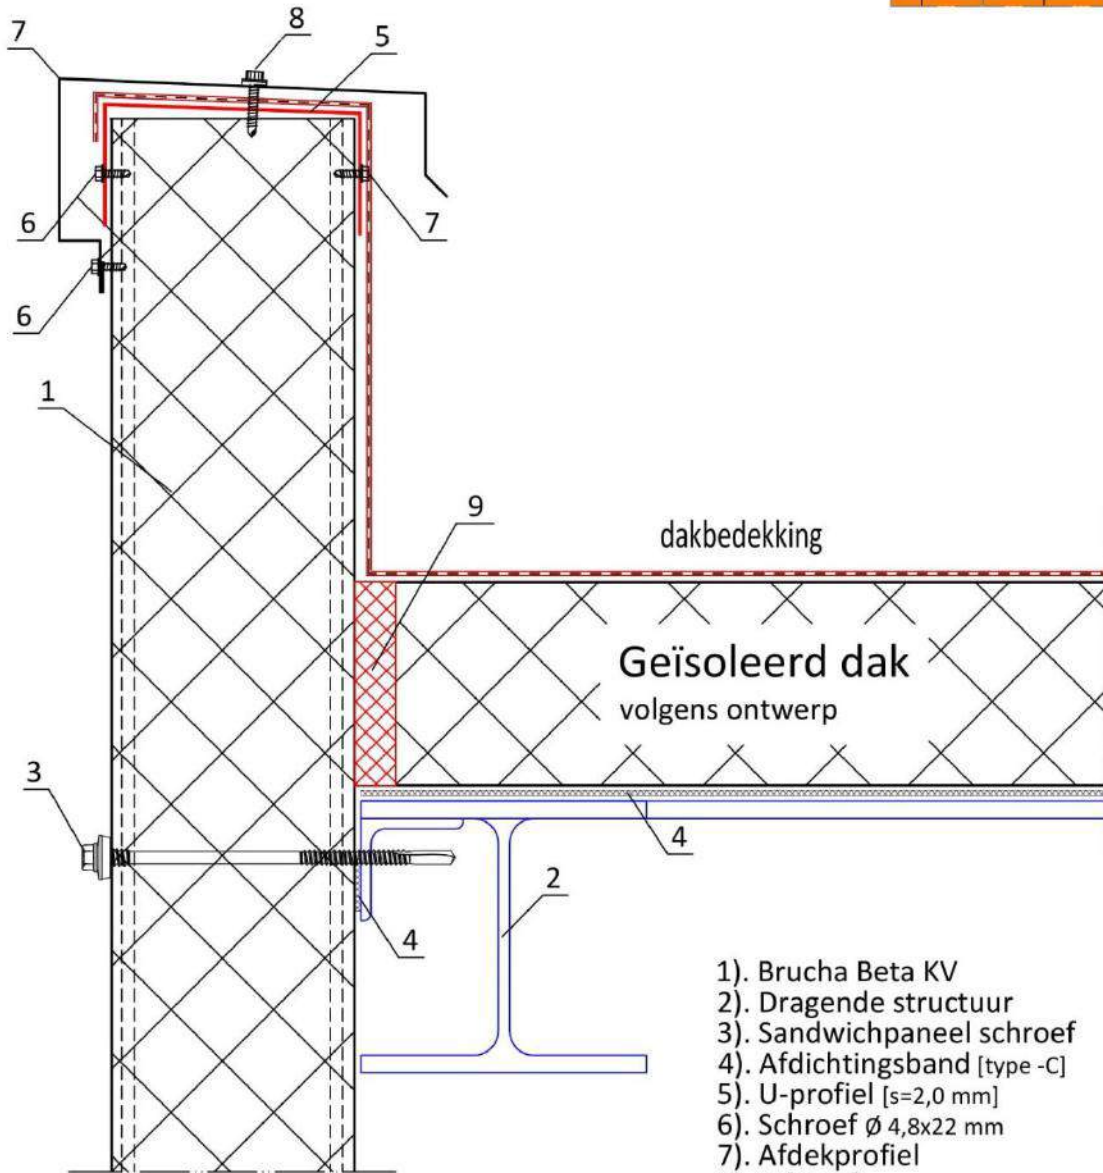 7
8
5
6
7
6
1
9
dakbedekking
Geïsoleerd dak
volgens ontwerp
3
4
2
4
1). Brucha Beta KV
2). Dragende structuur
3). Sandwichpaneel schroef
4). Afdichtingsband [type -C]
5). U-profiel [s=2,0 mm]
6). Schroef Ø 4,8x22 mm
7). Afdekprofiel